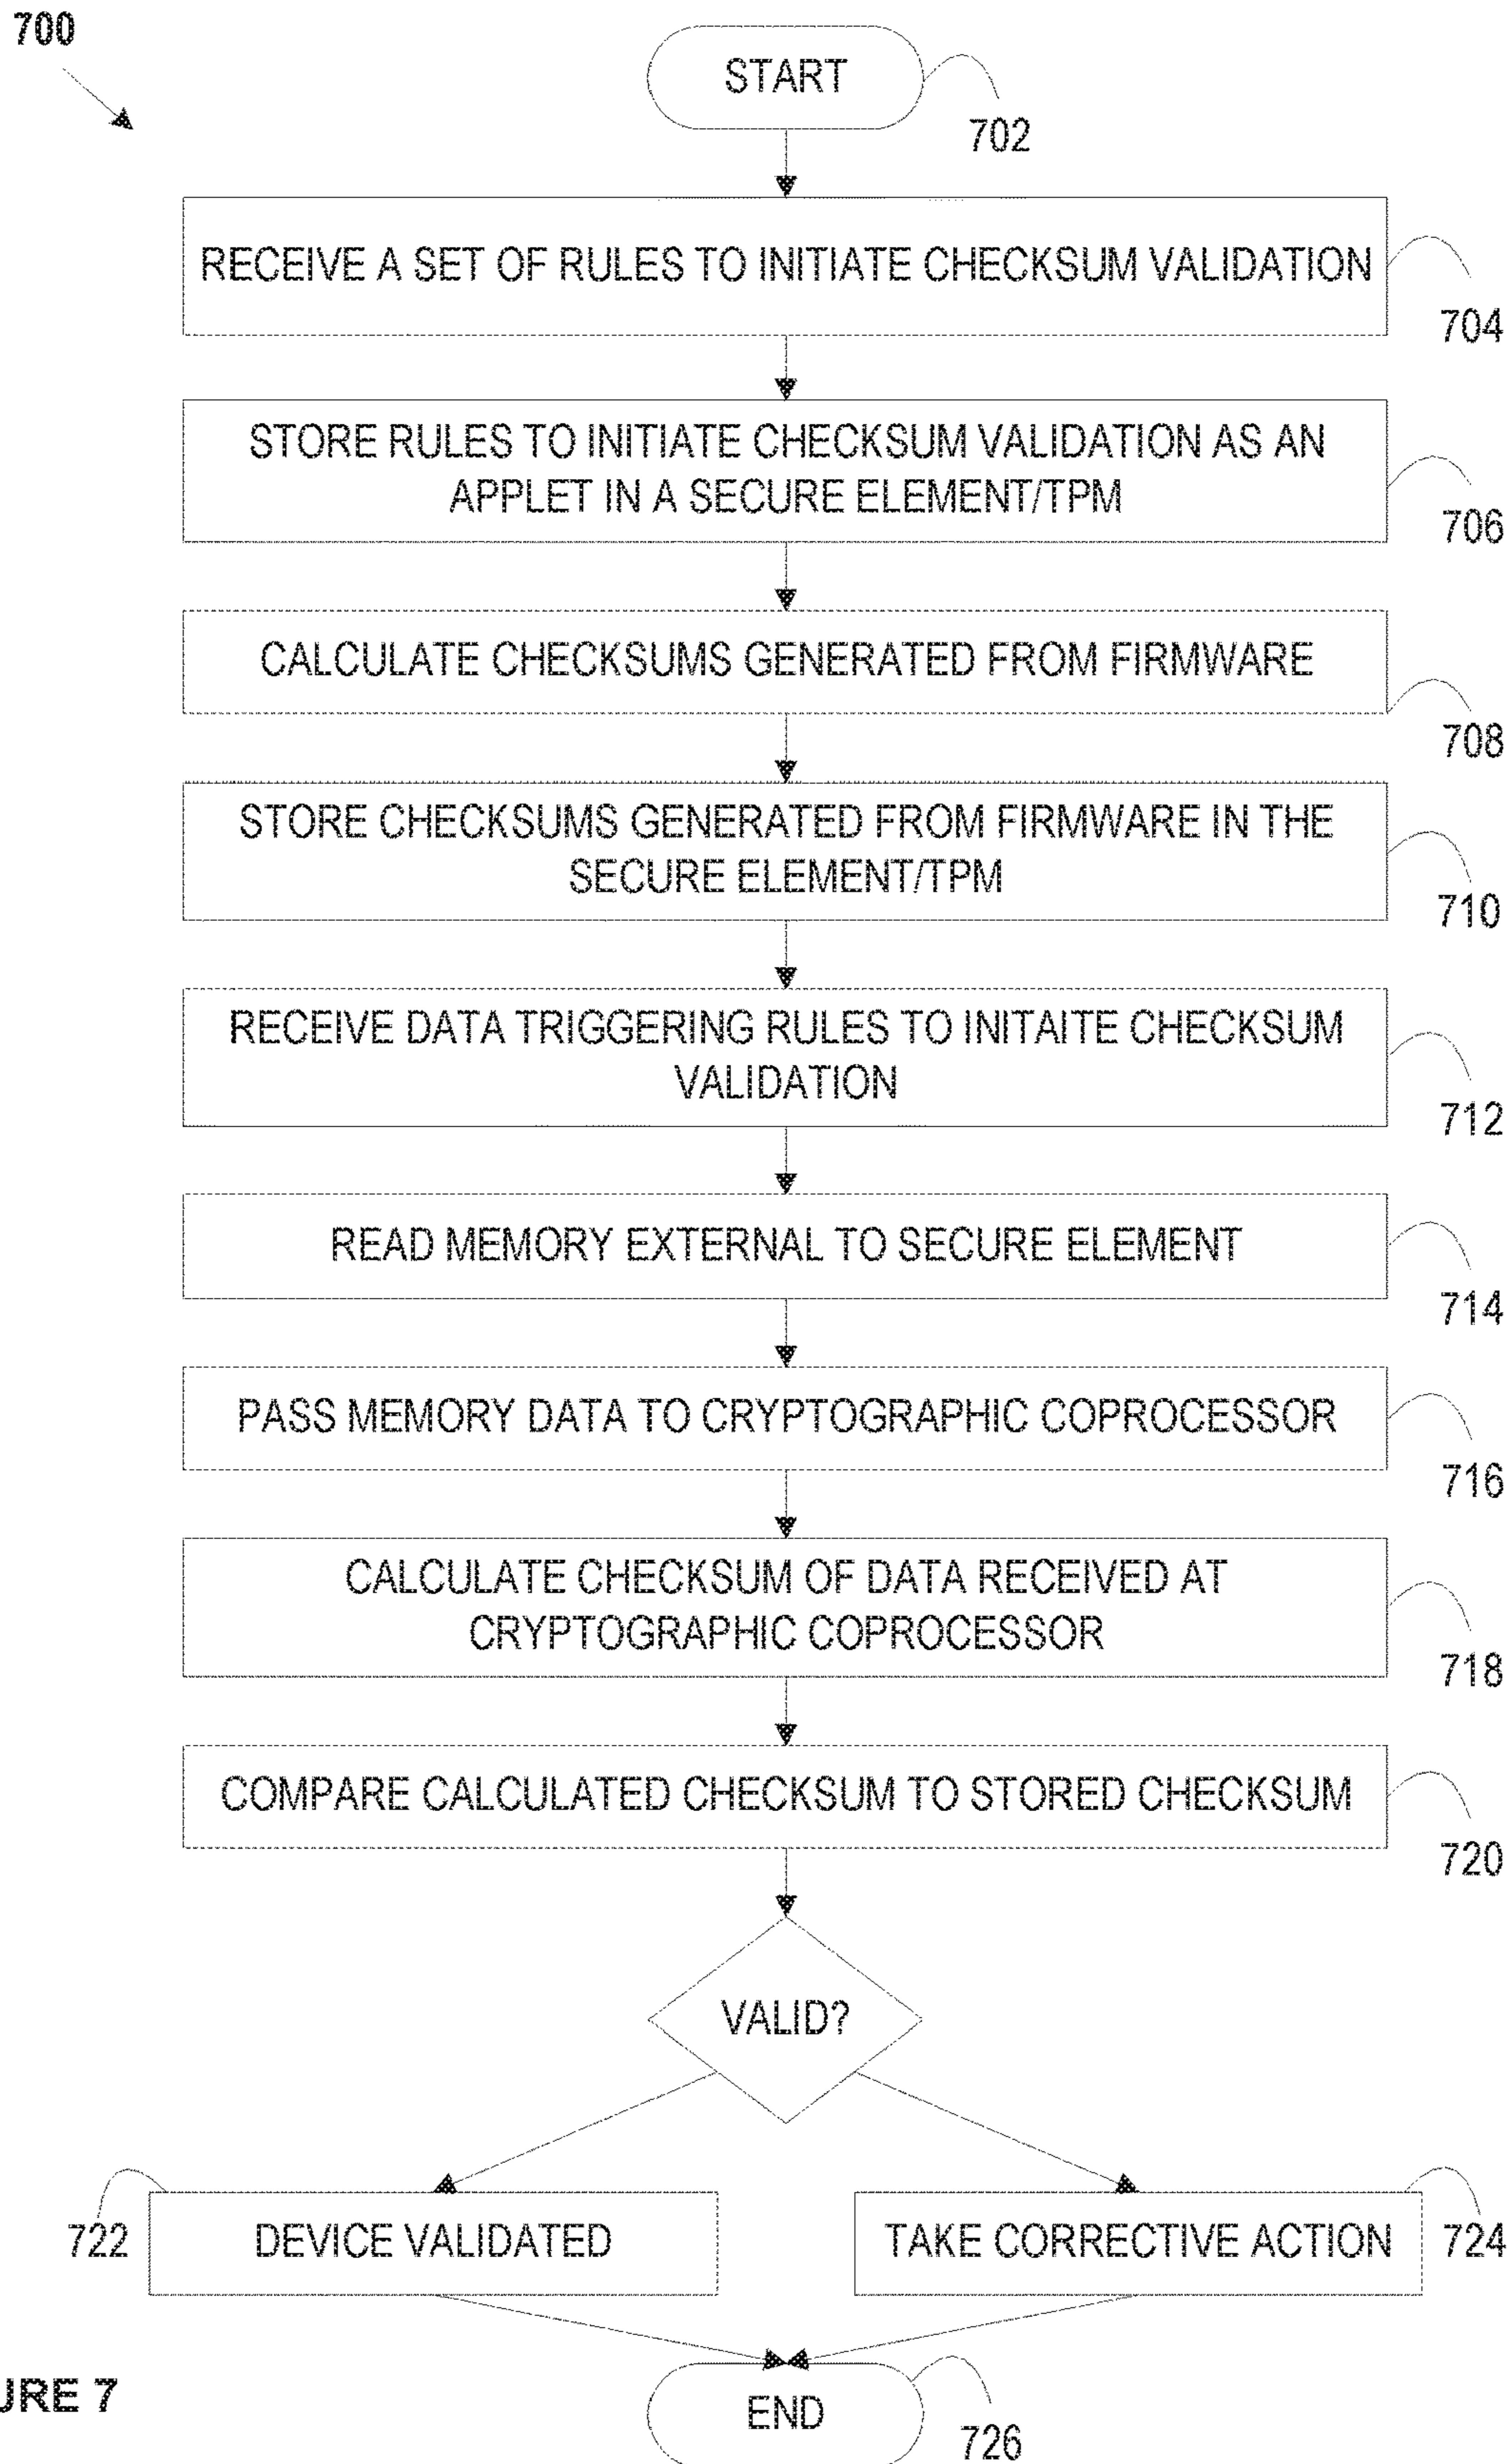 700
START
702
RECEIVE A SET OF RULES TO INITIATE CHECKSUM VALIDATION
704
STORE RULES TO INITIATE CHECKSUM VALIDATION AS AN
APPLET IN A SECURE ELEMENT/TPM
706
CALCULATE CHECKSUMS GENERATED FROM FIRMWARE
708
STORE CHECKSUMS GENERATED FROM FIRMWARE IN THE
SECURE ELEMENT/TPM
710
RECEIVE DATA TRIGGERING RULES TO INITAITE CHECKSUM
VALIDATION
712
READ MEMORY EXTERNAL TO SECURE ELEMENT
714
PASS MEMORY DATA TO CRYPTOGRAPHIC COPROCESSOR
716
CALCULATE CHECKSUM OF DATA RECEIVED AT
CRYPTOGRAPHIC COPROCESSOR
718
COMPARE CALCULATED CHECKSUM TO STORED CHECKSUM
720
VALID?
722
DEVICE VALIDATED
TAKE CORRECTIVE ACTION
724
URE 7
END
726